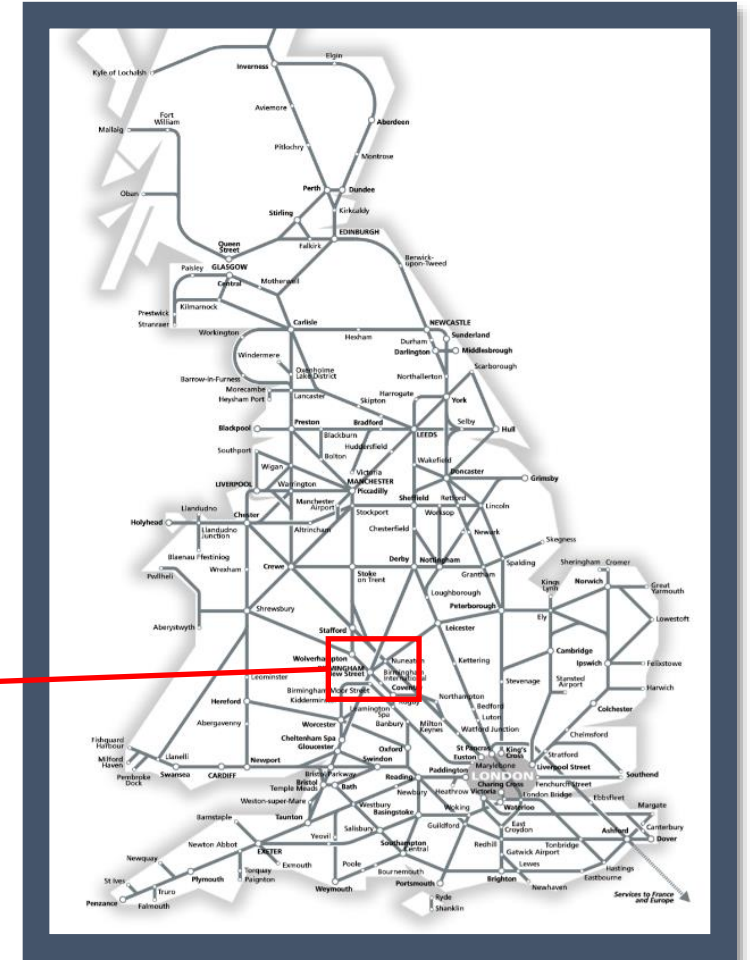 Kyle of Lochalsh
Inverness
Elgin
Aviemore
Aberdeen
Fort
William
Mallaig
Pitlochry
Montrose
Perth
Dundee
Oban
Stirling
Kirkcaldy
Falkirk
EDINBURGH
Queen
Street
Berwick-
upon-Tweed
Paisley
GLASGOW
Central
Motherwell
Kilmarnock
Prestwick
Stranraer
Carlisle
NEWCASTLE
Workington
Hexham
Durham
Sunderland
Darlington
Middlesbrough
Windermere
Scarborough
Oxenholme
Lake District
Northallerton
Barrow-in-Furness
Morecambe
Heysham Port
Lancaster
Harrogate
Skipton
York
Blackpool
Preston
Bradford
Selby
Blackburn
LEEDS
Hull
Huddersfield
Southport
Bolton
Wakefield
Wigan
Victoria
Doncaster
Grimsby
LIVERPOOL
Warrington
MANCHESTER
Piccadilly
Sheffield
Retford
Manchester
Airport
Lincoln
Llandudno
Stockport
Worksop
Holyhead
Chester
Llandudno
Junction
Altrincham
Chesterfield
Newark
Skegness
Blaenau Ffestiniog
Derby
Nottingham
Pwllheli
Wrexham
Crewe
Stoke
on Trent
Grantham
Spalding
Sheringham
Cromer
Kings
Lynn
Norwich
Great
Yarmouth
Loughborough
Shrewsbury
Peterborough
Ely
Lowestoft
Aberystwyth
Stafford
Leicester
Wolverhampton
Nuneaton
Kettering
Cambridge
Ipswich
Felixstowe
New Street
Birmingham
International
Leominster
Birmingham Moor Street
Coventry
Stevenage
Stansted
Airport
Harwich
Hereford
Kidderminster
Rugby
Northampton
Leamington
Spa
Bedford
Colchester
Abergavenny
Worcester
Banbury
Milton
Keynes
Luton
Watford Junction
Chelmsford
Fishguard
Harbour
Cheltenham Spa
Gloucester
Oxford
St Pancras
Euston
King's
Cross
Stratford
Milford
Haven
Llanelli
Newport
Swindon
Marylebone
Liverpool Street
Pembroke
Dock
Swansea
CARDIFF
Bristol Parkway
Reading
Paddington
LONDON
Southend
Bristol
Temple Meads
Bath
Newbury
Heathrow
Charing Cross
Victoria
Fenchurch Street
London Bridge
Ebbsfleet
Weston-super-Mare
Westbury
Basingstoke
Woking
Waterloo
Margate
Barnstaple
Taunton
Salisbury
Guildford
East
Croydon
Canterbury
Newton Abbot
Yeovil
Southampton
Central
Redhill
Tonbridge
Ashford
Dover
EXETER
Gatwick Airport
Newquay
Exmouth
Poole
Lewes
Hastings
Torquay
Paignton
Bournemouth
Eastbourne
St Ives
Plymouth
Weymouth
Portsmouth
Brighton
Newhaven
Truro
Penzance
Falmouth
Ryde
Shanklin
Services to France
and Europe